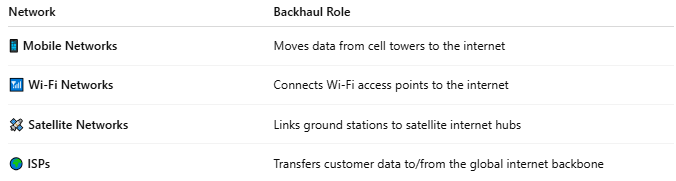 Network Backhaul Role
Mobile Networks Moves data from cell towers to the internet
Wi-Fi Networks Connects Wi-Fi access points to the internet
Satellite Networks Links ground stations to satellite internet hubs
ISPs Transfers customer data to/from the global internet backbone